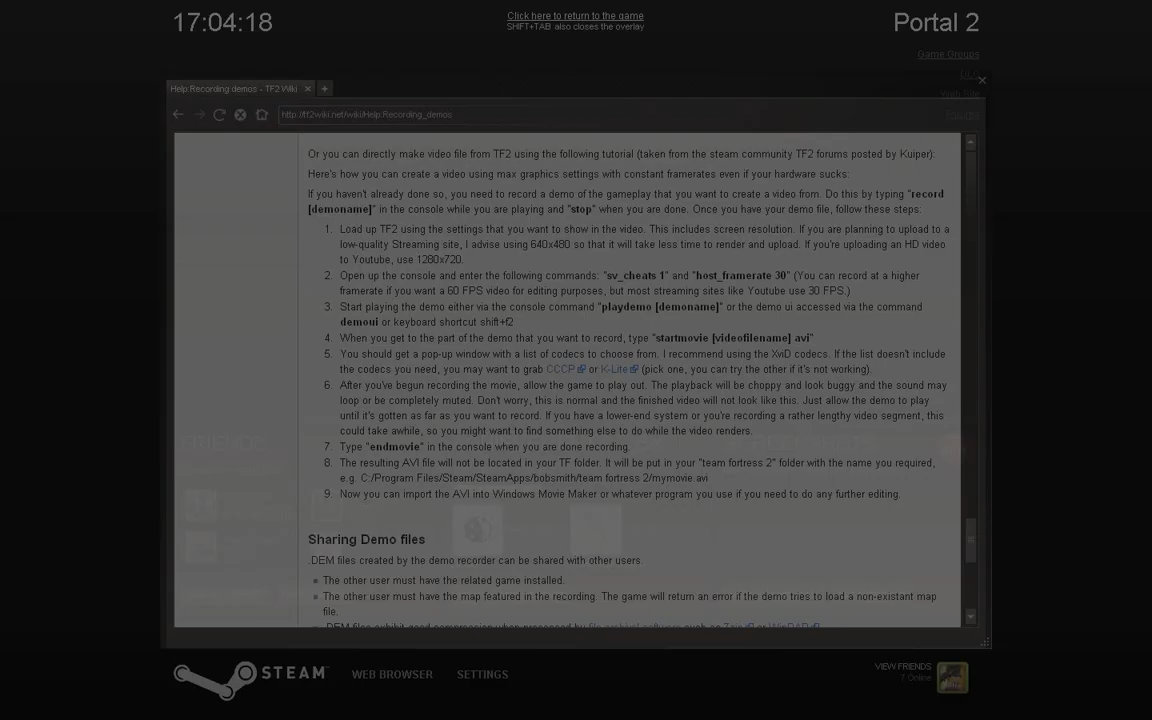 17:04:18
Click here to return to the game
SHIFT+TAB also closes the overlay
Portal 2
Game Groups
Web Site
Help:Recording demos - TF2 Wiki
http://tf2wiki.net/wiki/Help:Recording_demos
Or you can directly make video file from TF2 using the following tutorial (taken from the steam community TF2 forums posted by Kuiper):
Here's how you can create a video using max graphics settings with constant framerates even if your hardware sucks:
If you haven't already done so, you need to record a demo of the gameplay that you want to create a video from. Do this by typing "record
[demoname]" in the console while you are playing and "stop" when you are done. Once you have your demo file, follow these steps:
1. Load up TF2 using the settings that you want to show in the video. This includes screen resolution. If you are planning to upload to a
low-quality Streaming site, I advise using 640x480 so that it will take less time to render and upload. If you're uploading an HD video
to Youtube, use 1280x720.
2. Open up the console and enter the following commands: "sv_cheats 1" and "host_framerate 30" (You can record at a higher
framerate if you want a 60 FPS video for editing purposes, but most streaming sites like Youtube use 30 FPS.)
3. Start playing the demo either via the console command "playdemo [demoname]" or the demo ui accessed via the command
demoui or keyboard shortcut shift+f2
4. When you get to the part of the demo that you want to record, type "startmovie [videofilename] avi"
5. You should get a pop-up window with a list of codecs to choose from. I recommend using the XviD codecs. If the list doesn't include
the codecs you need, you may want to grab CCCP or K-Lite (pick one, you can try the other if it's not working).
6. After you've begun recording the movie, allow the game to play out. The playback will be choppy and look buggy and the sound may
loop or be completely muted. Don't worry, this is normal and the finished video will not look like this. Just allow the demo to play
until it's gotten as far as you want to record. If you have a lower-end system or you're recording a rather lengthy video segment, this
could take awhile, so you might want to find something else to do while the video renders.
7. Type "endmovie" in the console when you are done recording.
8. The resulting AVI file will not be located in your TF folder. It will be put in your "team fortress 2" folder with the name you required,
e.g. C:/Program Files/Steam/SteamApps/bobsmith/team fortress 2/mymovie.avi
9. Now you can import the AVI into Windows Movie Maker or whatever program you use if you need to do any further editing.
FRIENDS
Sharing Demo files
.DEM files created by the demo recorder can be shared with other users.
The other user must have the related game installed.
The other user must have the map featured in the recording. The game will return an error if the demo tries to load a non-existant map
file.
.DEM files exhibit good compression when processed by file archival software such as 7zip or WinRAR
STEAM
WEB BROWSER
SETTINGS
VIEW FRIENDS
7 Online